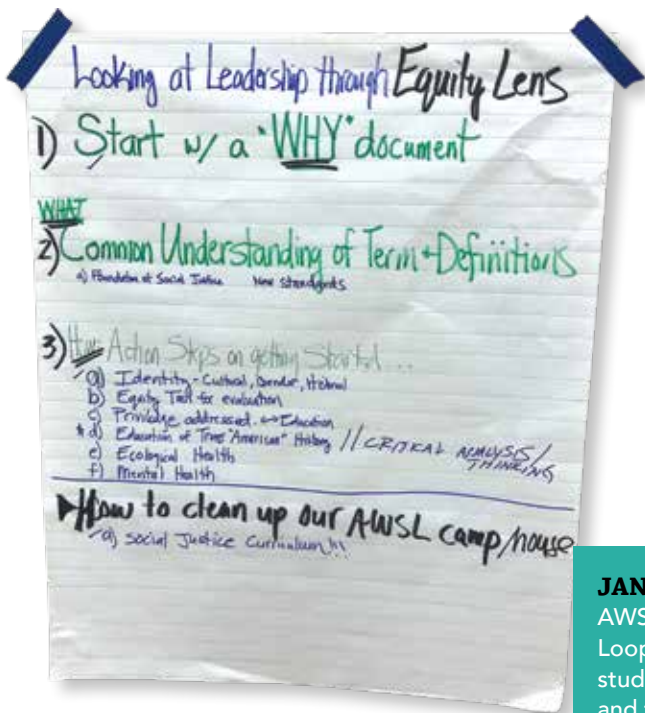 Looking at Leadership through Equity Lens
1) Start w/ a "WHY" document
WHAT
2) Common Understanding of Term + Definitions
a) Foundation of Social Justice New standards
3) How Action Steps on getting Started...
a) Identity - Cultural, Gender,
b) Equity Tool for evaluation
c) Privilege addressed. ↔ Education
* d) Education of True "American" History // CRITICAL ANALYSIS/
THINKING
e) Ecological Health
f) Mental Health
▶How to clean up our AWSL camp/house
a) Social Justice Curriculum!!!
JAN
AWS
Loop
stud
and